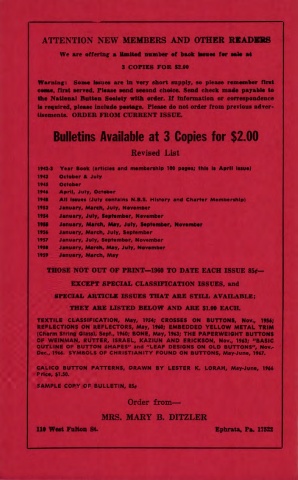 ATTENTION NEW MEMBERS AND OTHER READERS
We are offering a limited number of back issues for sale at
3 COPIES FOR $2.00
Warning: Some issues are in very short supply, so please remember first
come, first served. Please send second choice. Send check made payable to
the National Button Society with order. If information or correspondence
is required, please include postage. Please do not order from previous adver-
tisements. ORDER FROM CURRENT ISSUE.
Bulletins Available at 3 Copies for $2.00
Revised List
1942-3 Year Book (articles and membership 100 pages; this is April issue)
1943 October & July
1945 October
1946 April, July, October
1948 All issues (July contains N.B.S. History and Charter Members)
January, March, July, November
January, July, September, November
January, March, May, July, September, November
1956 January, March, July, September
1957 January, July, September, November
January, March, May, July, November
1959 January, March, May
THOSE NOT OUT OF PRINT—1960 TO DATE EACH ISSUE 85c—
EXCEPT SPECIAL CLASSIFICATION ISSUES, and
SPECIAL ARTICLE ISSUES THAT ARE STILL AVAILABLE;
THEY ARE LISTED BELOW AND ARE $1.00 EACH.
TEXTILE CLASSIFICATION, May, 1954; CROSSES ON BUTTONS, Nov., 1956;
REFLECTIONS ON REFLECTORS, May, 1960; EMBEDDED YELLOW METAL TRIM
(Charm String Glass), Sept., 1962; BONE, May, 1963; THE PAPERWEIGHT BUTTONS
OF WEINMAN, RUTTER, ISRAEL, KAZIUN AND ERICKSON, Nov., 1963; "BASIC
OUTLINE OF BUTTON SHAPES" and "LEAF DESIGNS ON OLD BUTTONS", Nov.-
Dec., 1966. SYMBOLS OF CHRISTIANITY FOUND ON BUTTONS, May-June, 1967.
CALICO BUTTON PATTERNS, DRAWN BY LESTER E. LORAH, May-June, 1966
Price, $1.25.
SAMPLE COPY OF BULLETIN, 85c
Order from—
MRS. MARY B. DITZLER
110 West Fulton St. Ephrata, Pa. 17522